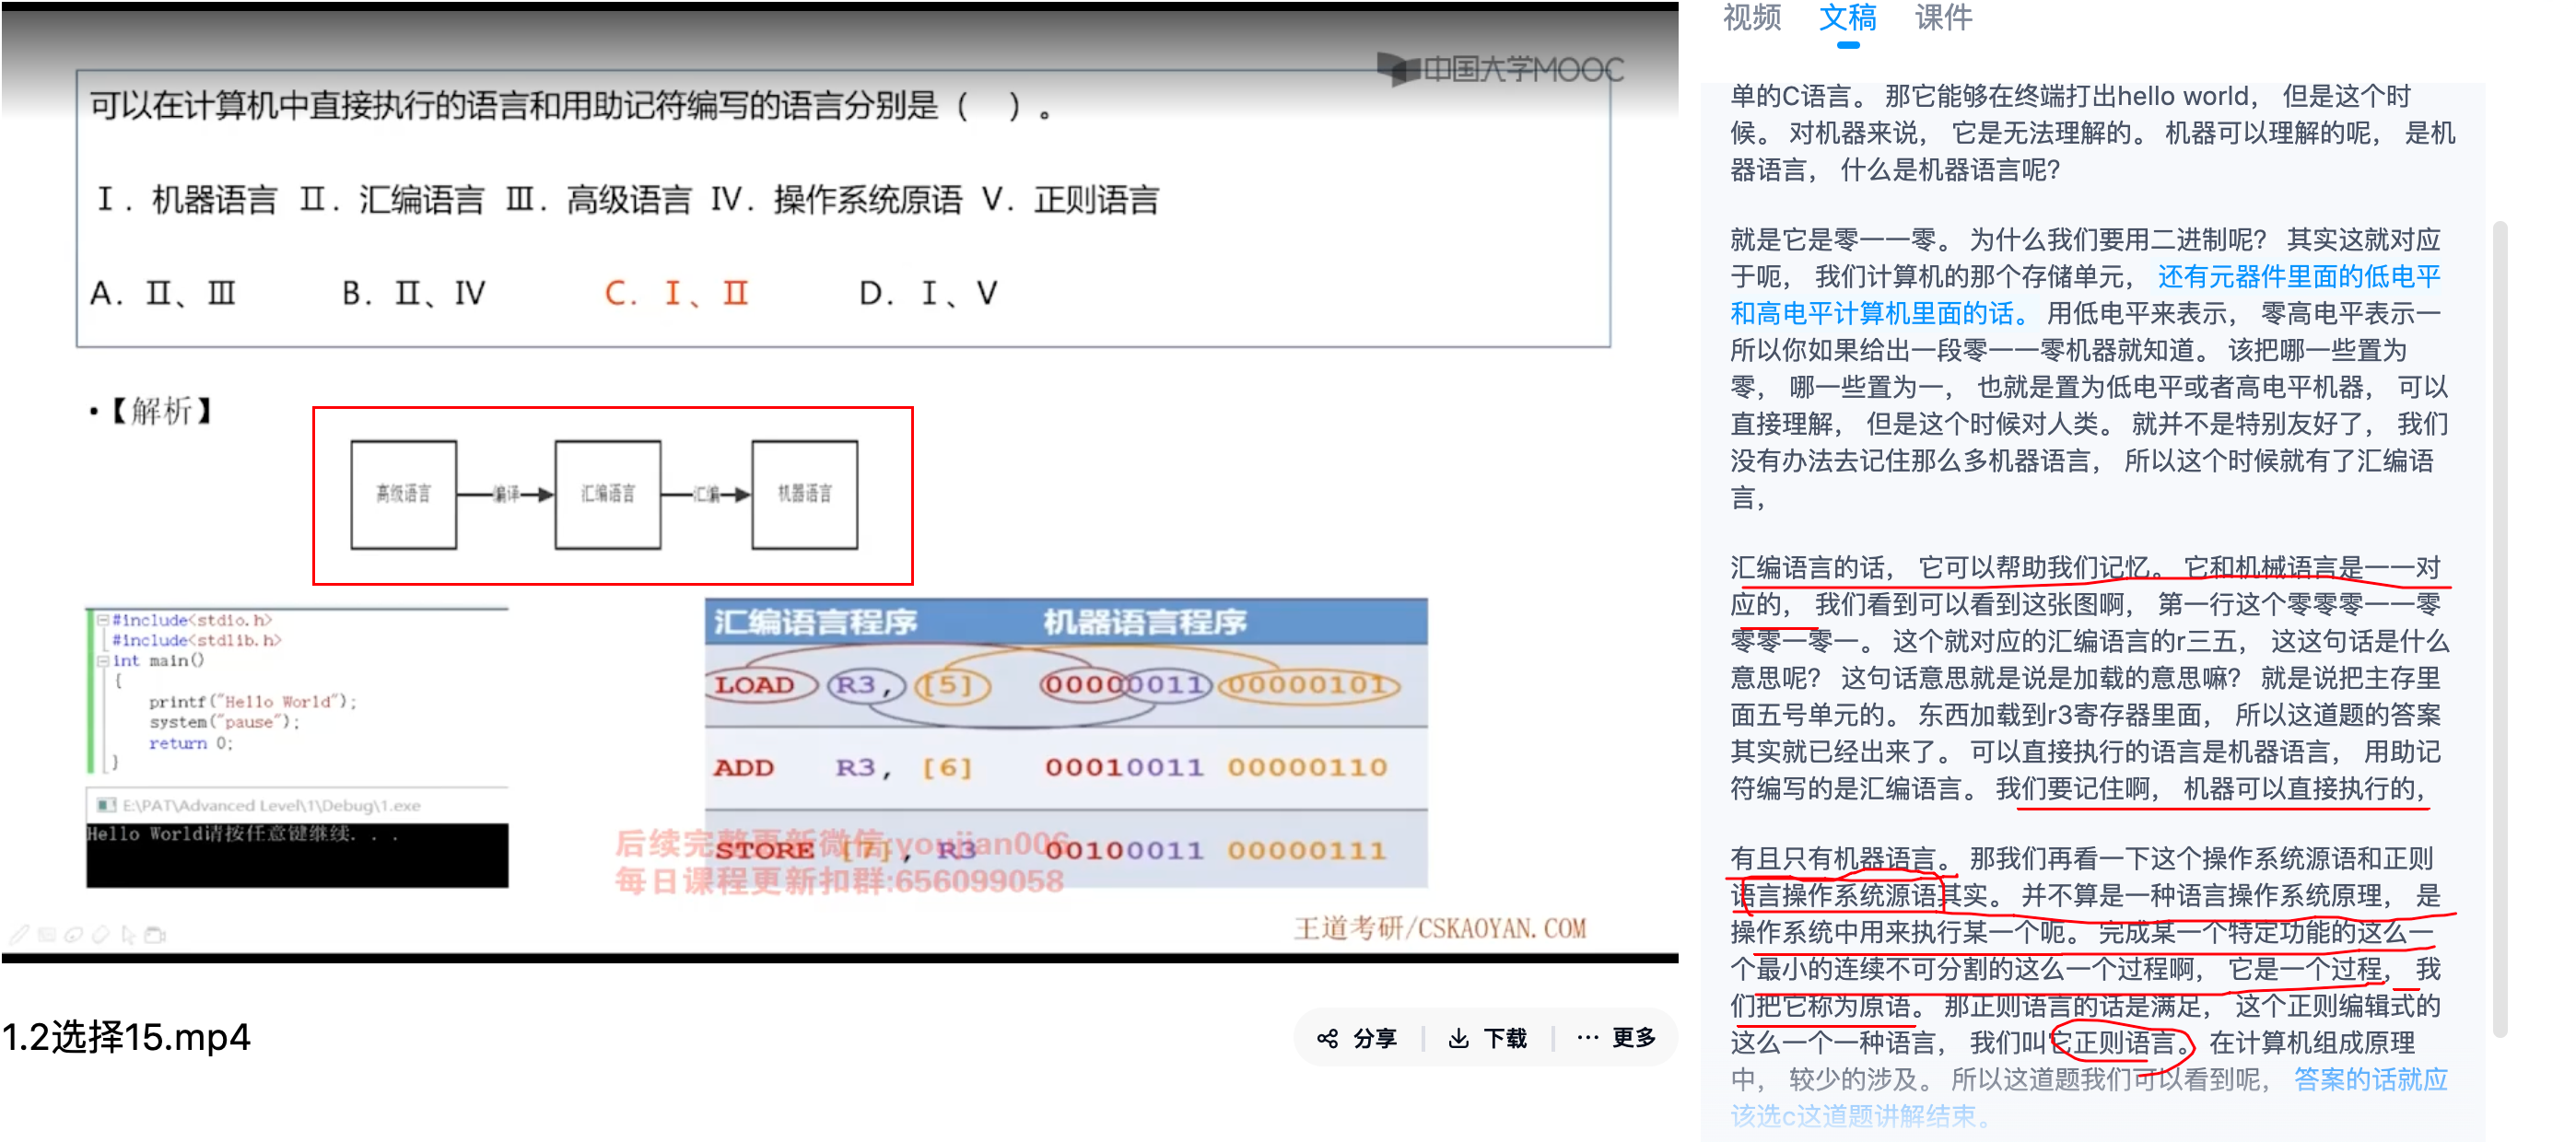 中国大学MOOC
可以在计算机中直接执行的语言和用助记符编写的语言分别是（ ）。
Ⅰ．机器语言 Ⅱ．汇编语言 Ⅲ．高级语言 Ⅳ．操作系统原语 Ⅴ．正则语言
A．Ⅱ、Ⅲ B．Ⅱ、Ⅳ C．Ⅰ、Ⅱ D．Ⅰ、Ⅴ
•【解析】
高级语言 编译 汇编语言 汇编 机器语言
#include<stdio.h>
#include<stdlib.h>
int main()
{
printf("Hello World");
system("pause");
return 0;
}
E:\PAT\Advanced Level\1\Debug\1.exe
Hello World请按任意键继续. . .
汇编语言程序 机器语言程序
LOAD R3, [5] 00000011 00000101
ADD R3, [6] 00010011 00000110
STORE [7], R3 00100011 00000111
后续完整更新微信:youjian006
每日课程更新扣群:656099058
王道考研/CSKAOYAN.COM
1.2选择15.mp4
分享 下载 ··· 更多
视频 文稿 课件
单的C语言。 那它能够在终端打出hello world， 但是这个时
候。 对机器来说， 它是无法理解的。 机器可以理解的呢， 是机
器语言， 什么是机器语言呢？
就是它是零一一零。 为什么我们要用二进制呢？ 其实这就对应
于呃， 我们计算机的那个存储单元， 还有元器件里面的低电平
和高电平计算机里面的话。 用低电平来表示， 零高电平表示一
所以你如果给出一段零一一零机器就知道。 该把哪一些置为
零， 哪一些置为一， 也就是置为低电平或者高电平机器， 可以
直接理解， 但是这个时候对人类。 就并不是特别友好了， 我们
没有办法去记住那么多机器语言， 所以这个时候就有了汇编语
言，
汇编语言的话， 它可以帮助我们记忆。 它和机械语言是一一对
应的， 我们看到可以看到这张图啊， 第一行这个零零零一一零
零零一零一。 这个就对应的汇编语言的r三五， 这这句话是什么
意思呢？ 这句话意思就是说是加载的意思嘛？ 就是说把主存里
面五号单元的。 东西加载到r3寄存器里面， 所以这道题的答案
其实就已经出来了。 可以直接执行的语言是机器语言， 用助记
符编写的是汇编语言。 我们要记住啊， 机器可以直接执行的，
有且只有机器语言。 那我们再看一下这个操作系统源语和正则
语言操作系统源语其实。 并不算是一种语言操作系统原理， 是
操作系统中用来执行某一个呃。 完成某一个特定功能的这么一
个最小的连续不可分割的这么一个过程啊， 它是一个过程， 我
们把它称为原语。 那正则语言的话是满足， 这个正则编辑式的
这么一个一种语言， 我们叫它正则语言。 在计算机组成原理
中， 较少的涉及。 所以这道题我们可以看到呢， 答案的话就应
该选c这道题讲解结束。